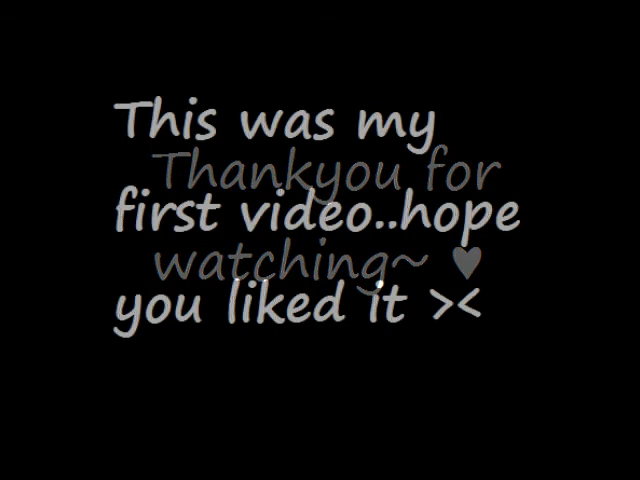 This was my
Thankyou for
first video..hope
watching~ ♥
you liked it ><